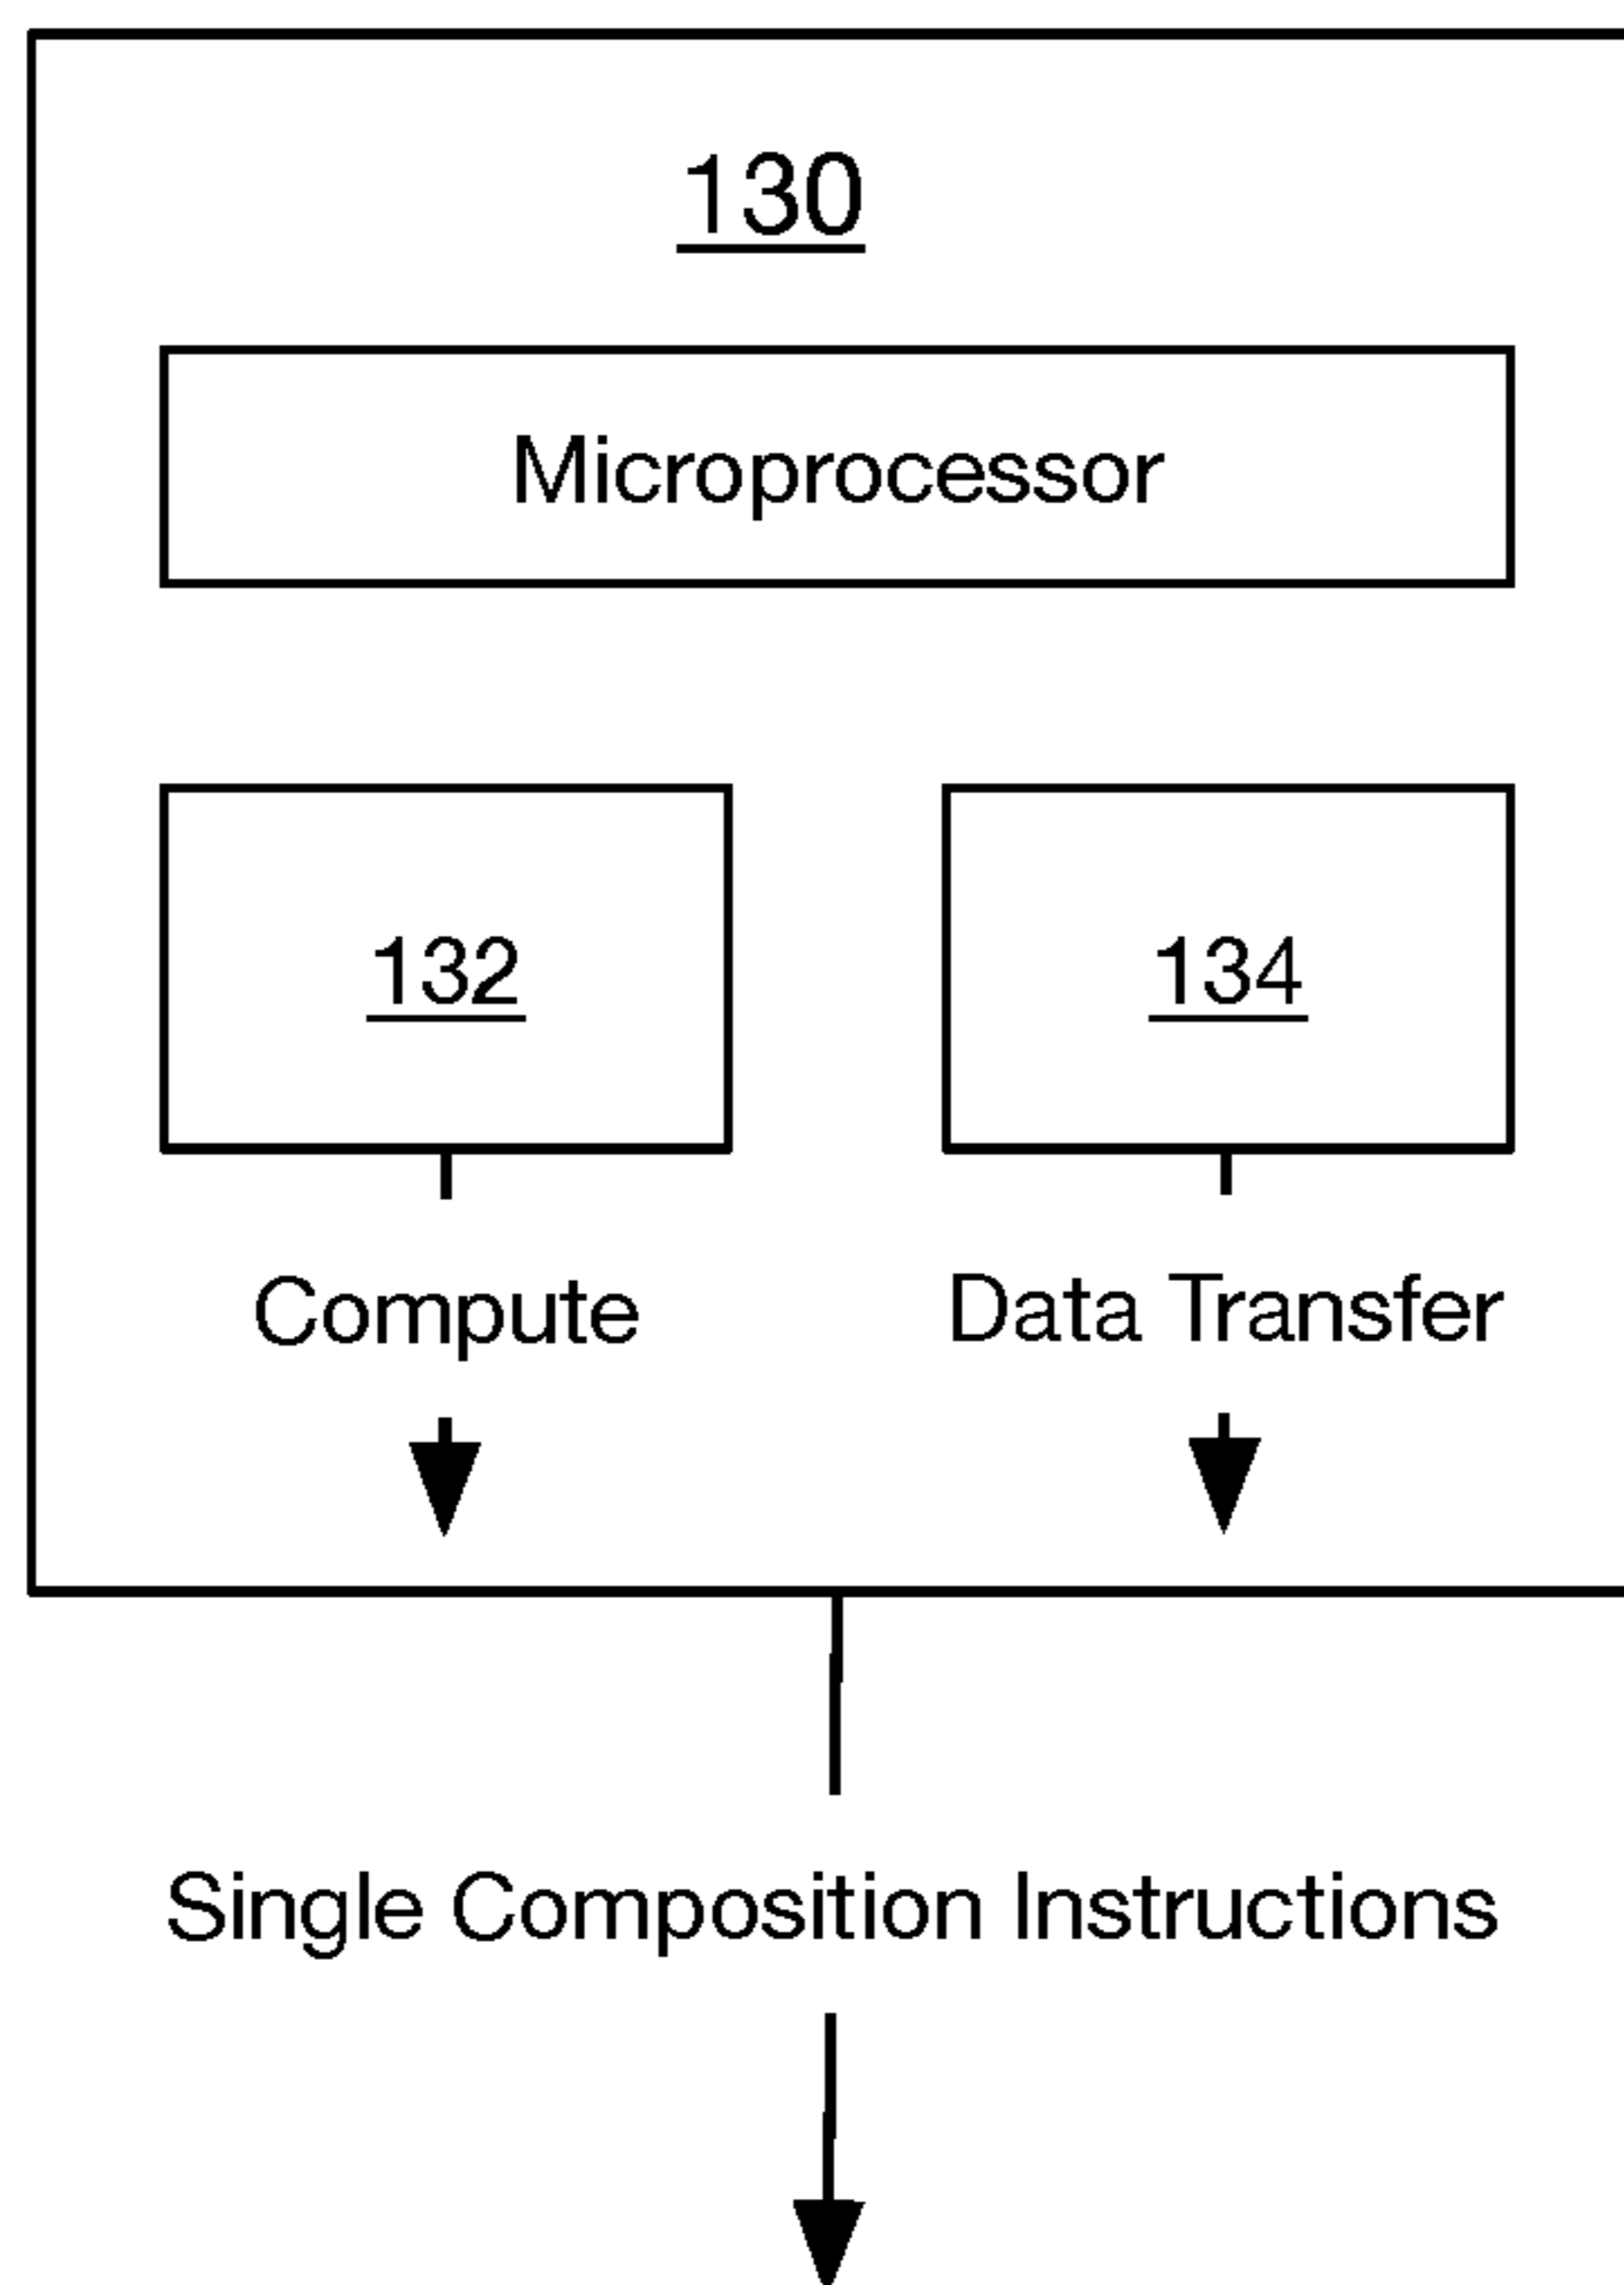 130
Microprocessor
132 134
Compute Data Transfer
Single Composition Instructions